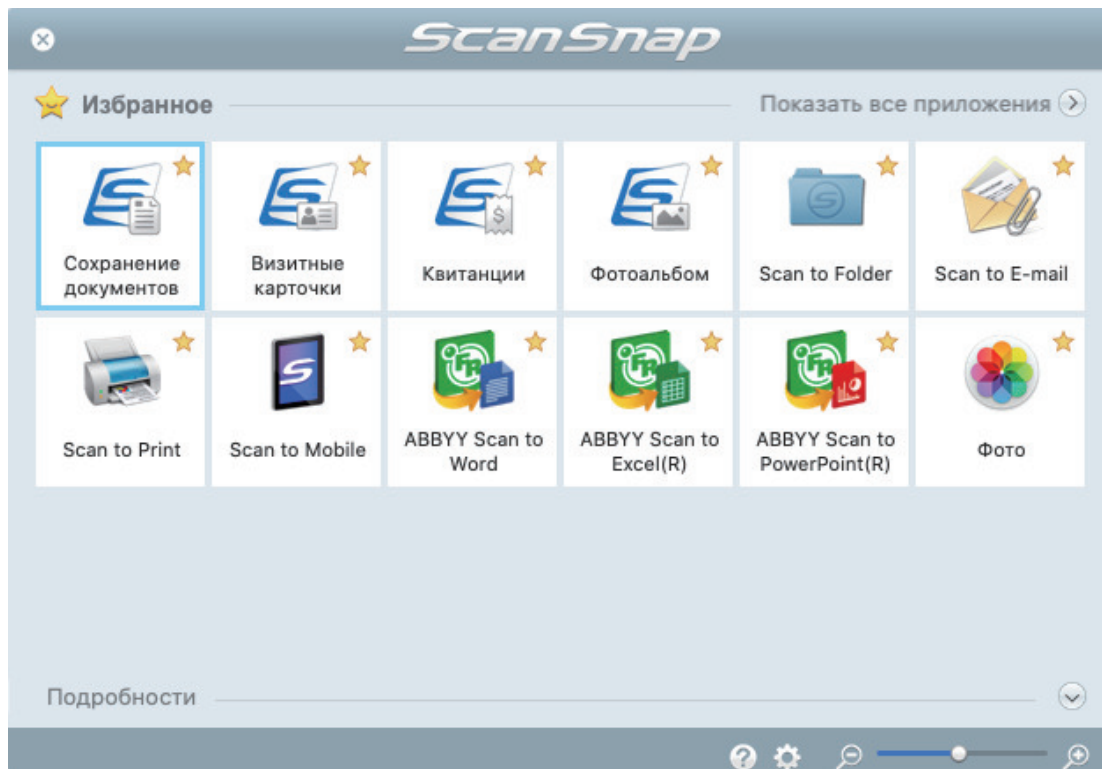 ScanSnap
Избранное
Показать все приложения
Сохранение
документов
Визитные
карточки
Квитанции
Фотоальбом
Scan to Folder
Scan to E-mail
Scan to Print
Scan to Mobile
ABBYY Scan to
Word
ABBYY Scan to
Excel(R)
ABBYY Scan to
PowerPoint(R)
Фото
Подробности